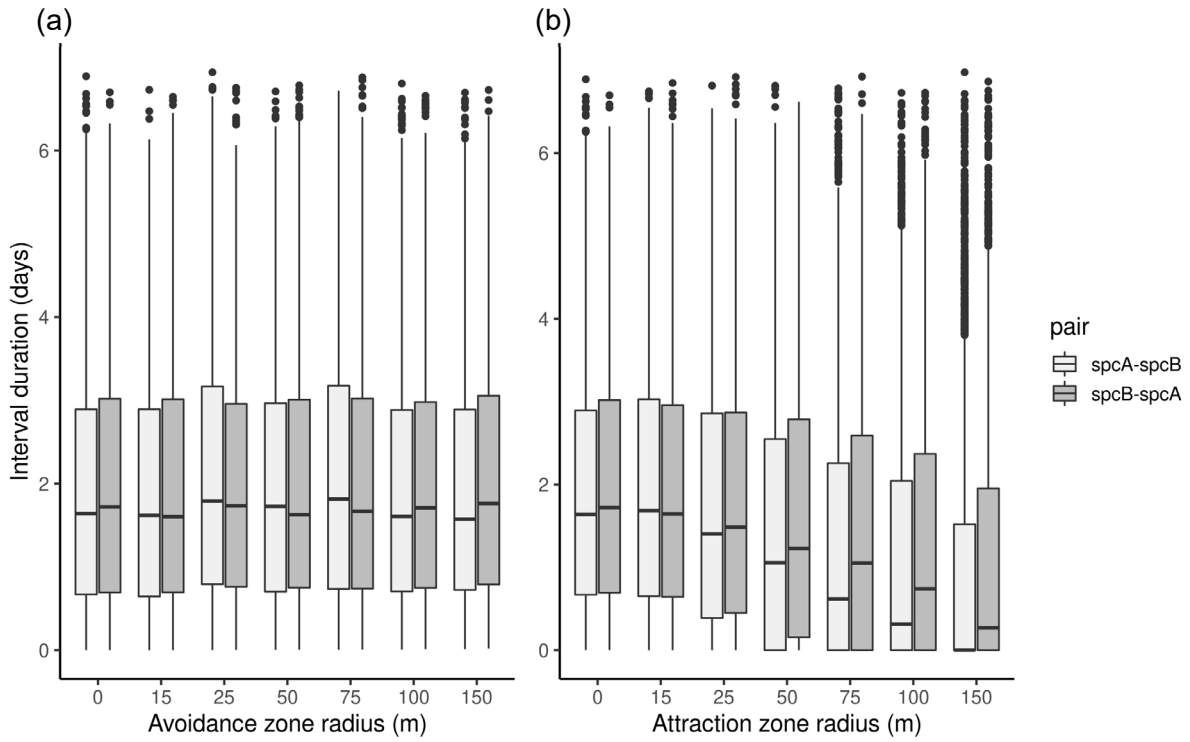 (a)
(b)
Interval duration (days)
6
4
2
0
0 15 25 50 75 100 150
Avoidance zone radius (m)
6
4
2
0
0 15 25 50 75 100 150
Attraction zone radius (m)
pair
spcA-spcB
spcB-spcA